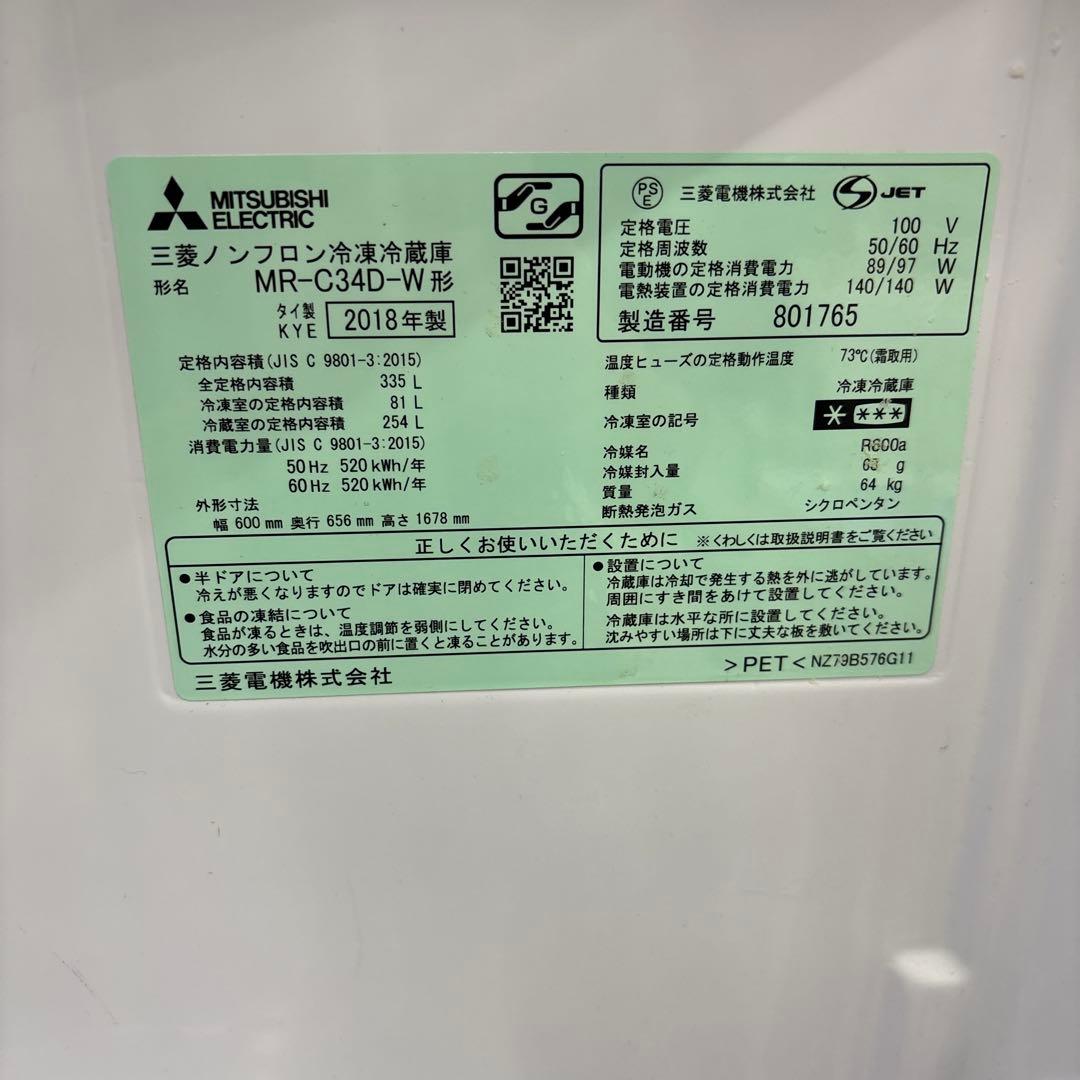 MITSUBISHI
ELECTRIC
三菱ノンフロン冷凍冷蔵庫
形名 MR-C34D-W形
タイ製
KYE 2018年製
G
定格内容積(JIS C 9801-3:2015)
全定格内容積 335 L
冷凍室の定格内容積 81 L
冷蔵室の定格内容積 254 L
消費電力量(JIS C 9801-3:2015)
50Hz 520kWh/年
60Hz 520kWh/年
外形寸法
幅 600mm 奥行 656mm 高さ 1678mm
PSE 三菱電機株式会社 JET
定格電圧 100 V
定格周波数 50/60 Hz
電動機の定格消費電力 89/97 W
電熱装置の定格消費電力 140/140 W
製造番号 801765
温度ヒューズの定格動作温度 73℃(霜取用)
種類 冷凍冷蔵庫
冷凍室の記号 * ***
冷媒名
冷媒封入量 g
質量 64 kg
断熱発泡ガス シクロペンタン
正しくお使いいただくために ※くわしくは取扱説明書をご覧ください
●半ドアについて
冷えが悪くなりますのでドアは確実に閉めてください。
●食品の凍結について
食品が凍るときは、温度調節を弱側にしてください。
水分の多い食品を吹出口の前に置くと凍ることがあります。
●設置について
冷蔵庫は冷却で発生する熱を外に逃がしています。
周囲にすき間をあけて設置してください。
冷蔵庫は水平な所に設置してください。
沈みやすい場所は下に丈夫な板を敷いてください。
三菱電機株式会社
>PET< NZ79B576G11